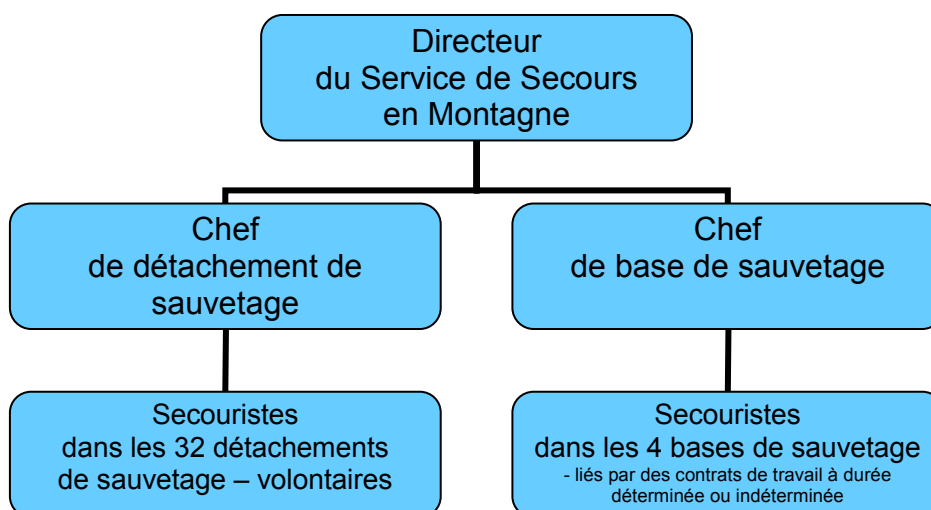 Directeur
du Service de Secours
en Montagne
Chef
de détachement de
sauvetage
Chef
de base de sauvetage
Secouristes
dans les 32 détachements
de sauvetage – volontaires
Secouristes
dans les 4 bases de sauvetage
- liés par des contrats de travail à durée
déterminée ou indéterminée